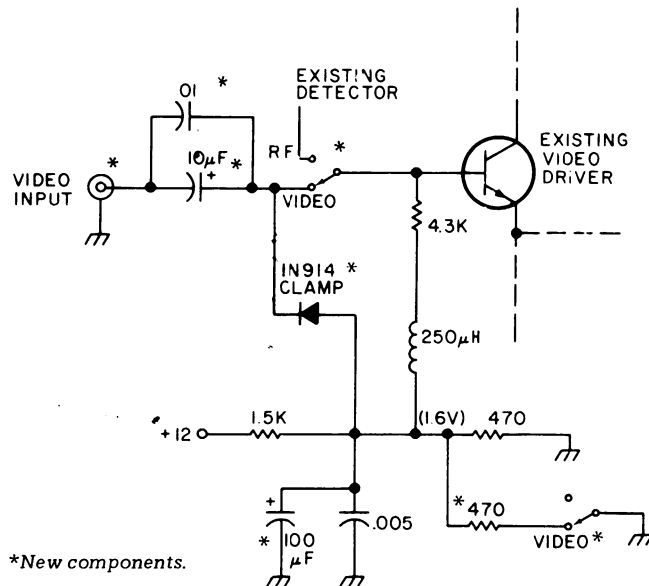 EXISTING
DETECTOR
01 *
RF
*
10µF *
+
*
VIDEO
INPUT
VIDEO
EXISTING
VIDEO
DRIVER
4.3K
IN914 *
CLAMP
250µH
+12
1.5K
(1.6V)
470
+
100
µF
*
.005
* 470
VIDEO *
*New components.